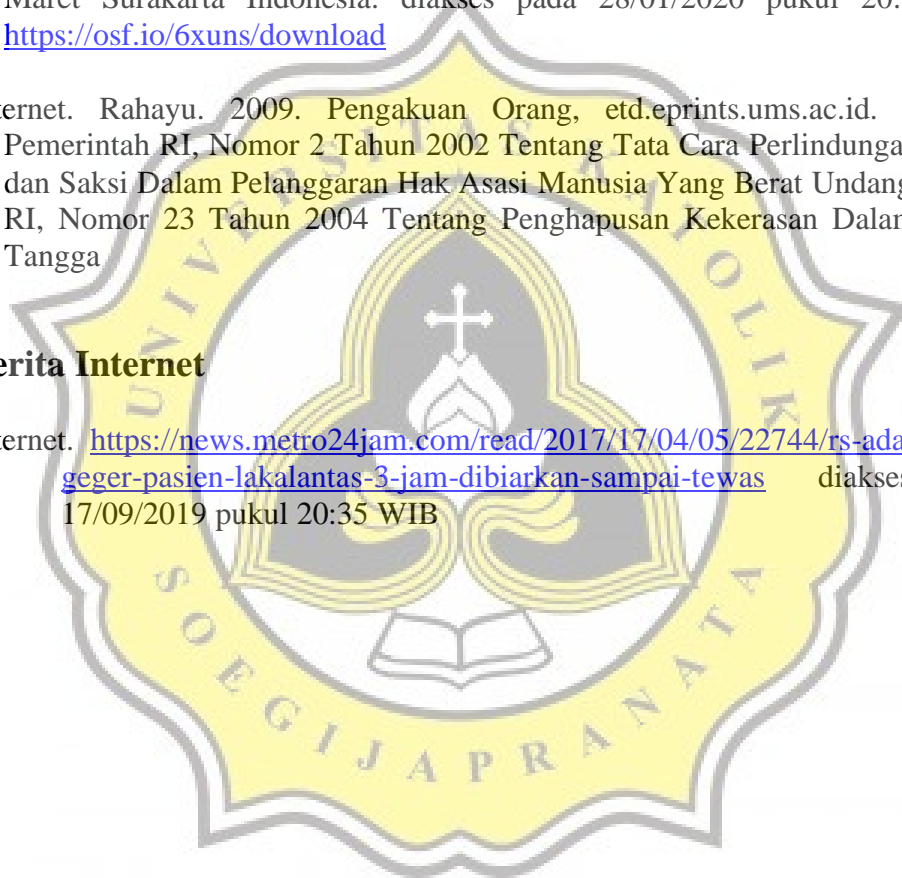 Maret Surakarta Indonesia. diakses pada 28/01/2020 pukul 20.
https://osf.io/6xuns/download
ternet. Rahayu. 2009. Pengakuan Orang, etd.eprints.ums.ac.id.
Pemerintah RI, Nomor 2 Tahun 2002 Tentang Tata Cara Perlindunga
dan Saksi Dalam Pelanggaran Hak Asasi Manusia Yang Berat Undang
RI, Nomor 23 Tahun 2004 Tentang Penghapusan Kekerasan Dalam
Tangga
erita Internet
ternet. https://news.metro24jam.com/read/2017/17/04/05/22744/rs-ada
geger-pasien-lakalantas-3-jam-dibiarkan-sampai-tewas diakses
17/09/2019 pukul 20:35 WIB
UNIVERSITAS KATOLIK
SOEGIJAPRANATA